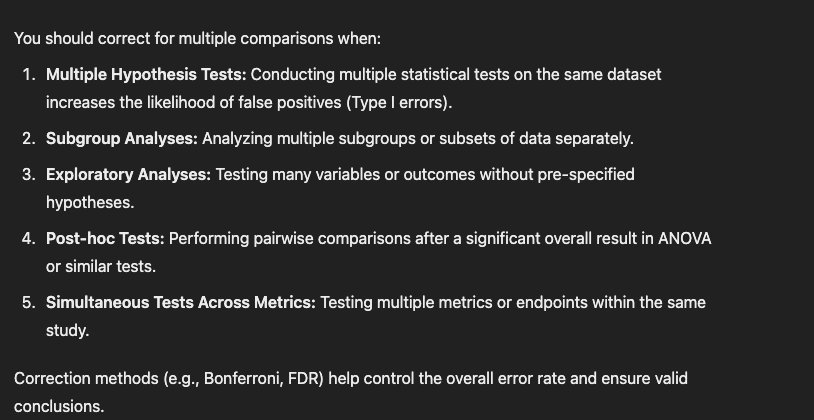 You should correct for multiple comparisons when:
1. Multiple Hypothesis Tests: Conducting multiple statistical tests on the same dataset
increases the likelihood of false positives (Type I errors).
2. Subgroup Analyses: Analyzing multiple subgroups or subsets of data separately.
3. Exploratory Analyses: Testing many variables or outcomes without pre-specified
hypotheses.
4. Post-hoc Tests: Performing pairwise comparisons after a significant overall result in ANOVA
or similar tests.
5. Simultaneous Tests Across Metrics: Testing multiple metrics or endpoints within the same
study.
Correction methods (e.g., Bonferroni, FDR) help control the overall error rate and ensure valid
conclusions.